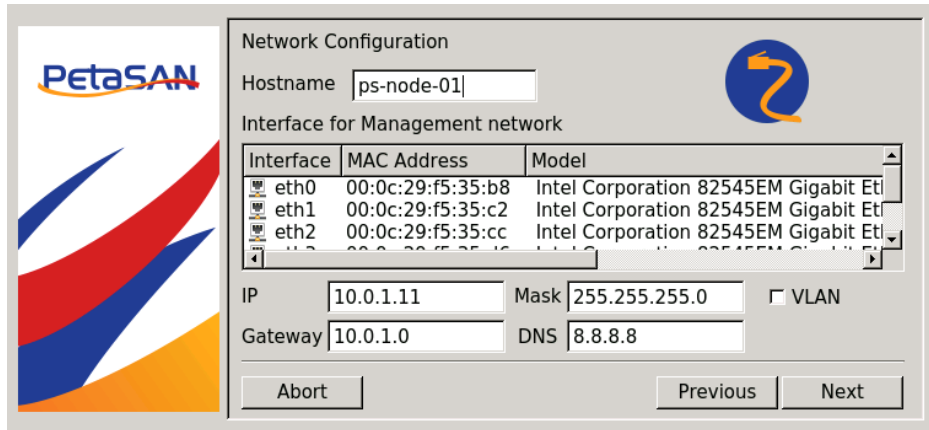 PetaSAN
Network Configuration
Hostname ps-node-01
Interface for Management network
Interface MAC Address Model
eth0 00:0c:29:f5:35:b8 Intel Corporation 82545EM Gigabit Et
eth1 00:0c:29:f5:35:c2 Intel Corporation 82545EM Gigabit Et
eth2 00:0c:29:f5:35:cc Intel Corporation 82545EM Gigabit Et
IP 10.0.1.11 Mask 255.255.255.0 VLAN
Gateway 10.0.1.0 DNS 8.8.8.8
Abort Previous Next